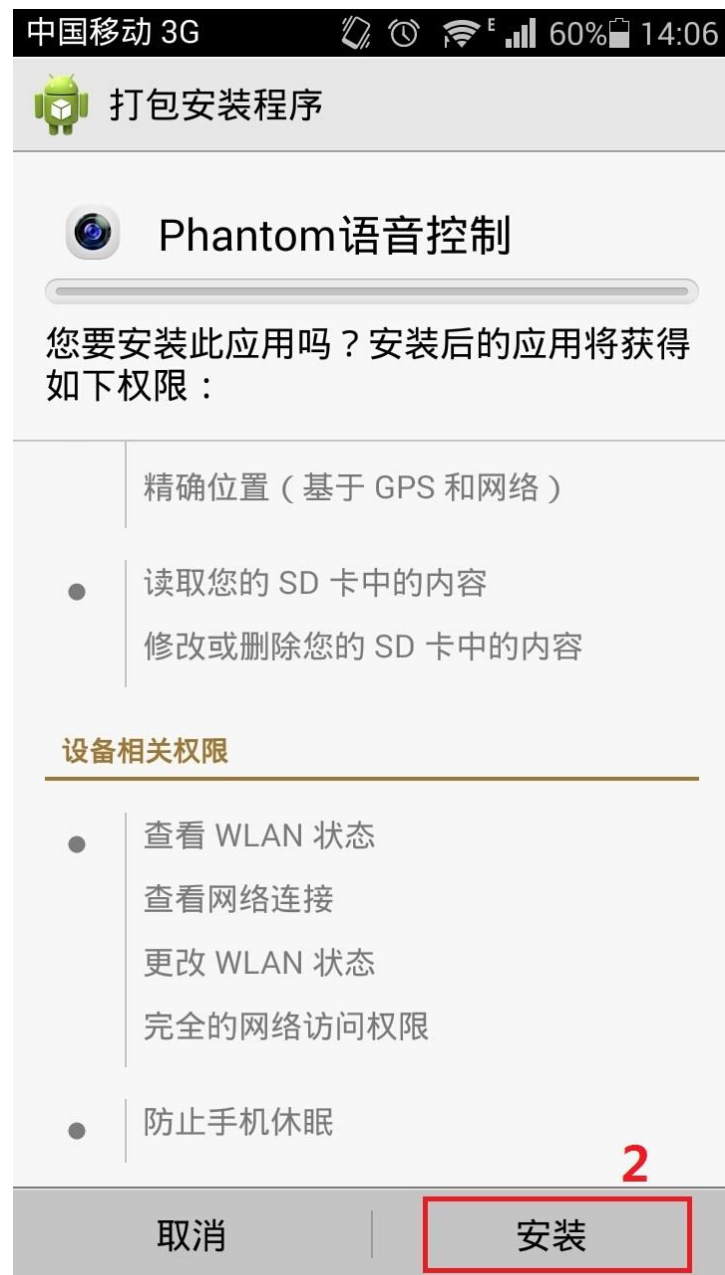 中国移动 3G E 60% 14:06
打包安装程序
Phantom语音控制
您要安装此应用吗？安装后的应用将获得
如下权限：
精确位置（基于 GPS 和网络）
读取您的 SD 卡中的内容
修改或删除您的 SD 卡中的内容
设备相关权限
查看 WLAN 状态
查看网络连接
更改 WLAN 状态
完全的网络访问权限
防止手机休眠
2
取消 安装